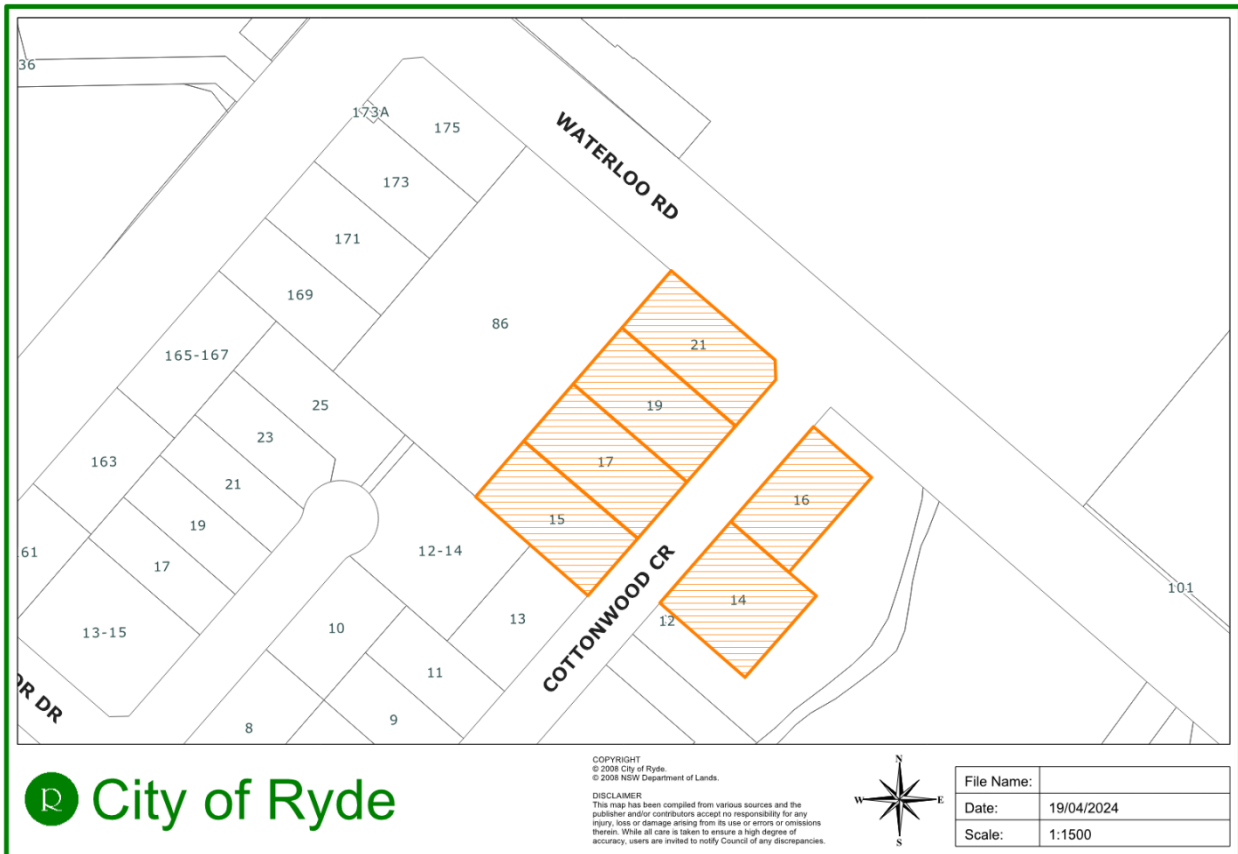 36
173A
175
WATERLOO RD
173
171
169
86
165-167
21
25
19
23
163
17
16
21
15
19
12-14
61
17
101
14
10
13
12
13-15
COTTONWOOD CR
11
OR DR
9
8
R City of Ryde
COPYRIGHT
© 2008 City of Ryde.
© 2008 NSW Department of Lands.
DISCLAIMER
This map has been compiled from various sources and the
publisher and/or contributors accept no responsibility for any
injury, loss or damage arising from its use or errors or omissions
therein. While all care is taken to ensure a high degree of
accuracy, users are invited to notify Council of any discrepancies.
N
W E
S
File Name:
Date: 19/04/2024
Scale: 1:1500